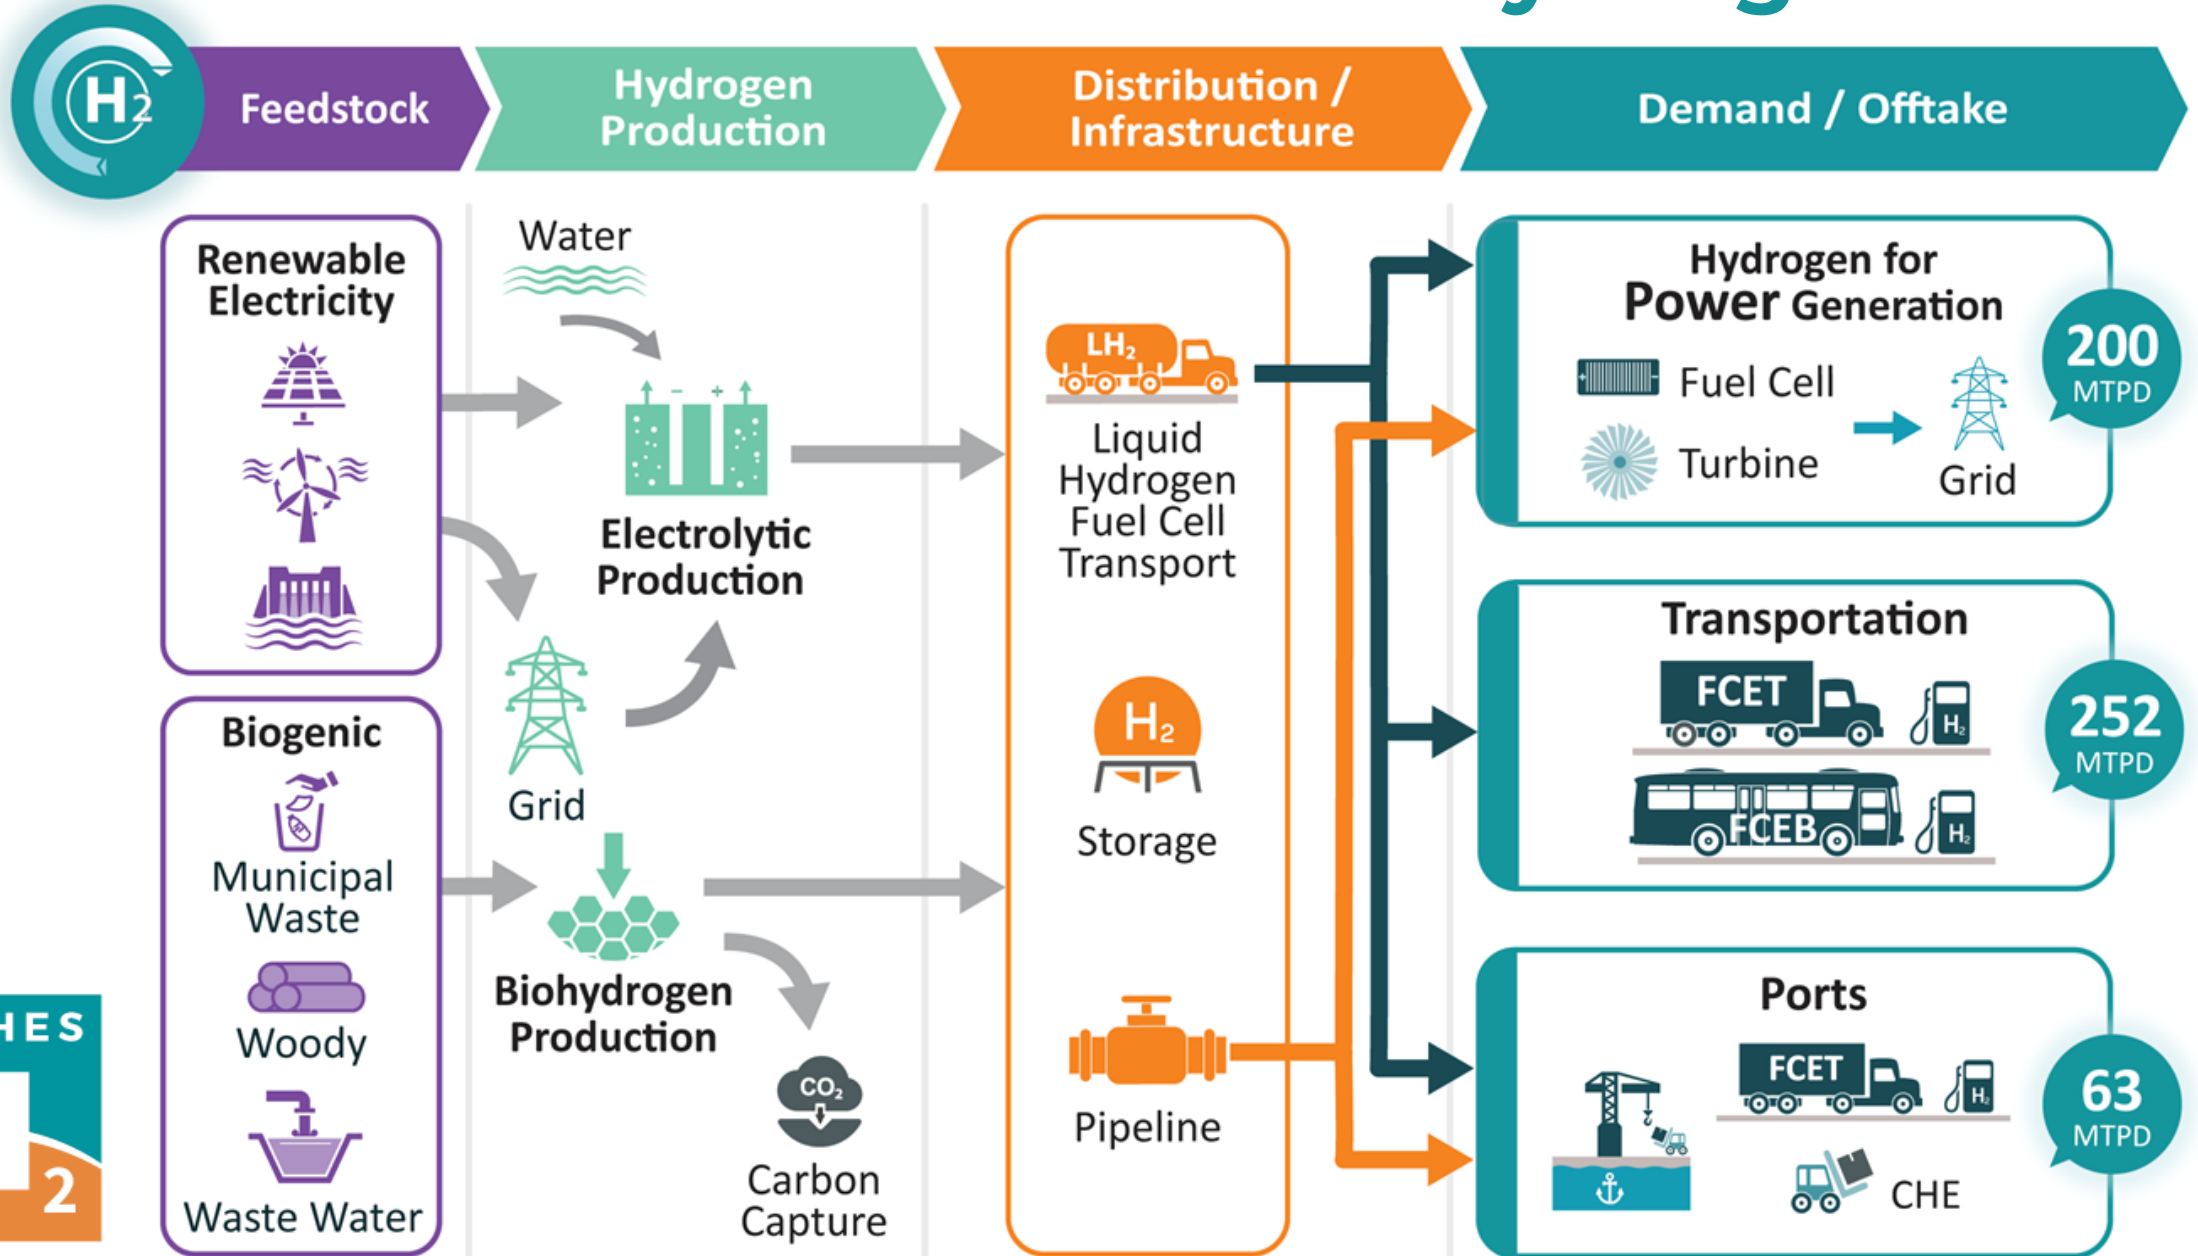 H2
Feedstock
Hydrogen
Production
Distribution /
Infrastructure
Demand / Offtake
Renewable
Electricity
Biogenic
Municipal
Waste
Woody
Waste Water
Water
- +
Electrolytic
Production
Grid
Biohydrogen
Production
CO₂
Carbon
Capture
LH₂
Liquid
Hydrogen
Fuel Cell
Transport
H₂
Storage
Pipeline
Hydrogen for
Power Generation
+ -
Fuel Cell
Turbine
Grid
200
MTPD
Transportation
FCET
H₂
FCEB
H₂
252
MTPD
Ports
FCET
H₂
CHE
63
MTPD
HES
2